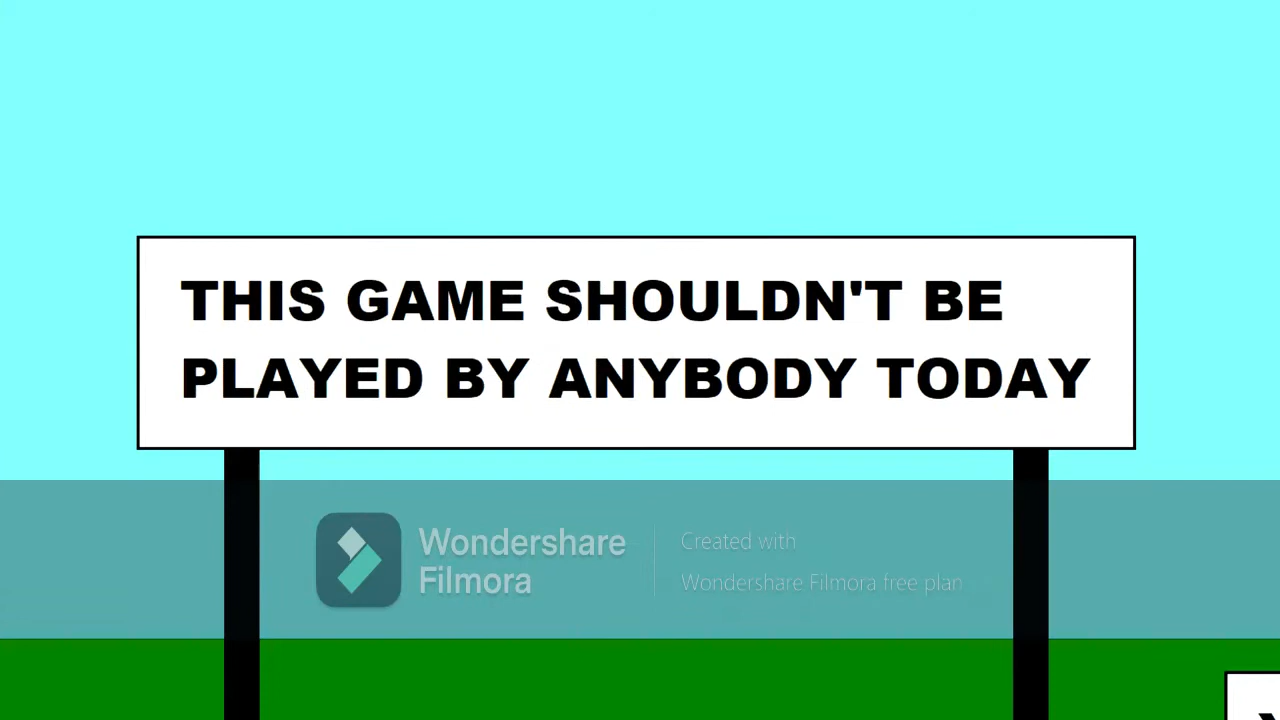 THIS GAME SHOULDN'T BE
PLAYED BY ANYBODY TODAY
Wondershare
Filmora
Created with
Wondershare Filmora free plan